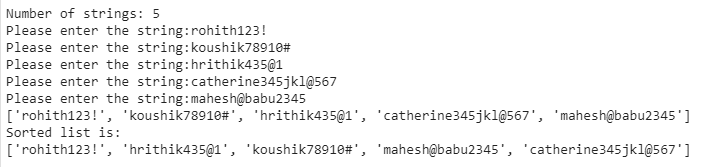 Number of strings: 5
Please enter the string:rohith123!
Please enter the string:koushik78910#
Please enter the string:hrithik435@1
Please enter the string:catherine345jkl@567
Please enter the string:mahesh@babu2345
['rohith123!', 'koushik78910#', 'hrithik435@1', 'catherine345jkl@567', 'mahesh@babu2345']
Sorted list is:
['rohith123!', 'hrithik435@1', 'koushik78910#', 'mahesh@babu2345', 'catherine345jkl@567']